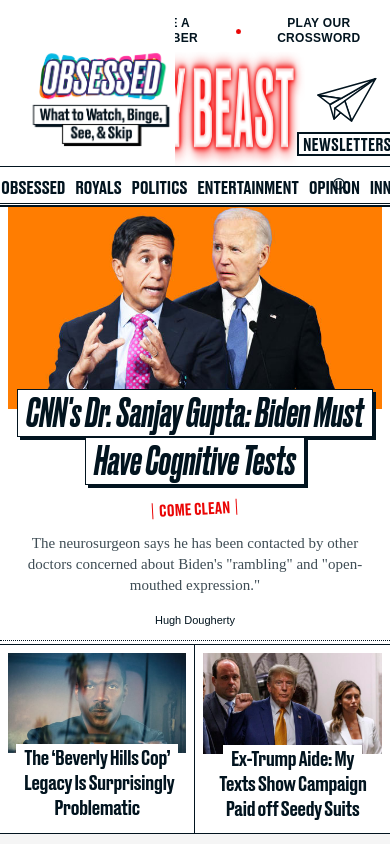 E A
BER
PLAY OUR
CROSSWORD
OBSESSED
What to Watch, Binge,
See, & Skip
Y BEAST
NEWSLETTERS
OBSESSED ROYALS POLITICS ENTERTAINMENT OPINION INN
CNN's Dr. Sanjay Gupta: Biden Must
Have Cognitive Tests
COME CLEAN
The neurosurgeon says he has been contacted by other
doctors concerned about Biden's "rambling" and "open-
mouthed expression."
Hugh Dougherty
The ‘Beverly Hills Cop’
Legacy Is Surprisingly
Problematic
Ex-Trump Aide: My
Texts Show Campaign
Paid off Seedy Suits